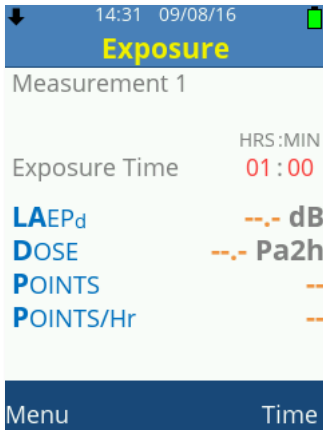 14:31 09/08/16
Exposure
Measurement 1
HRS:MIN
Exposure Time 01:00
LAEPd --.- dB
DOSE --.- Pa2h
POINTS --
POINTS/Hr --
Menu Time